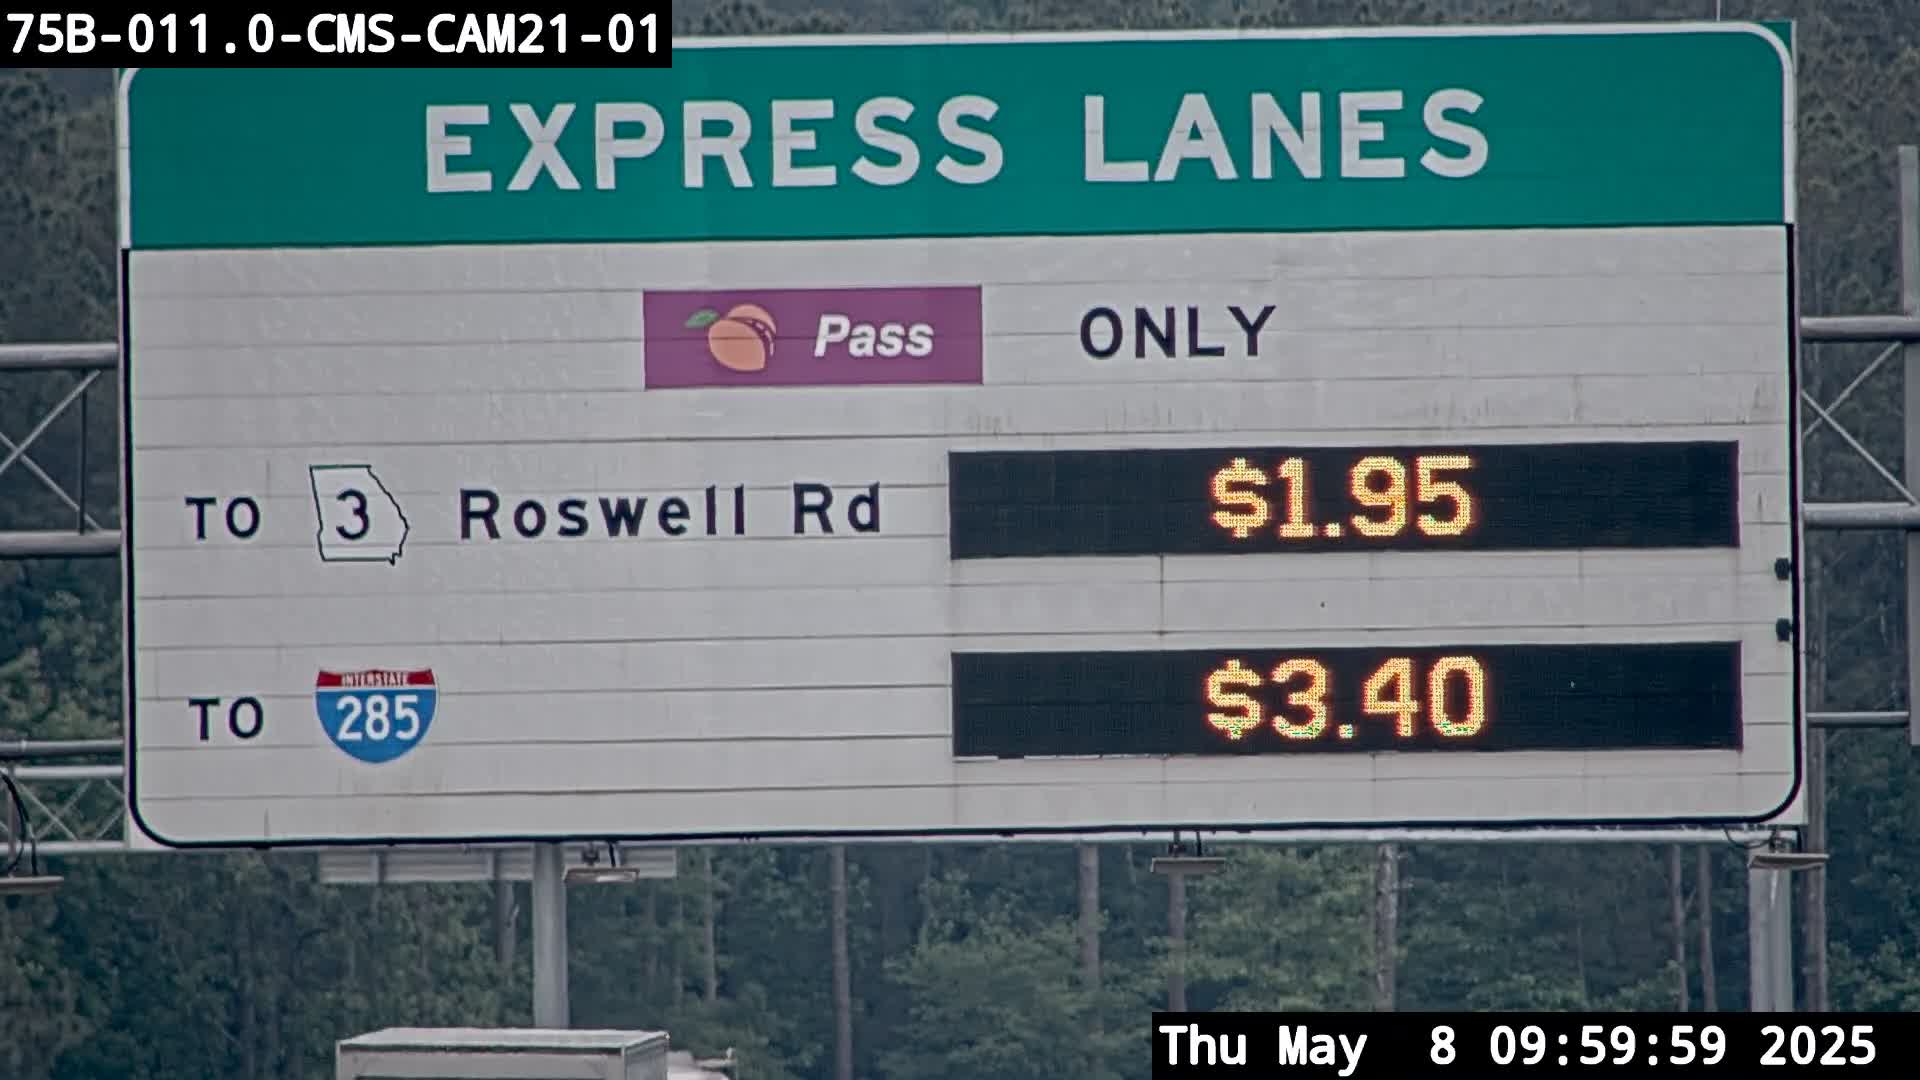 75B-011.0-CMS-CAM21-01
EXPRESS LANES
Pass ONLY
TO 3 Roswell Rd $1.95
INTERSTATE
TO 285 $3.40
Thu May 8 09:59:59 2025